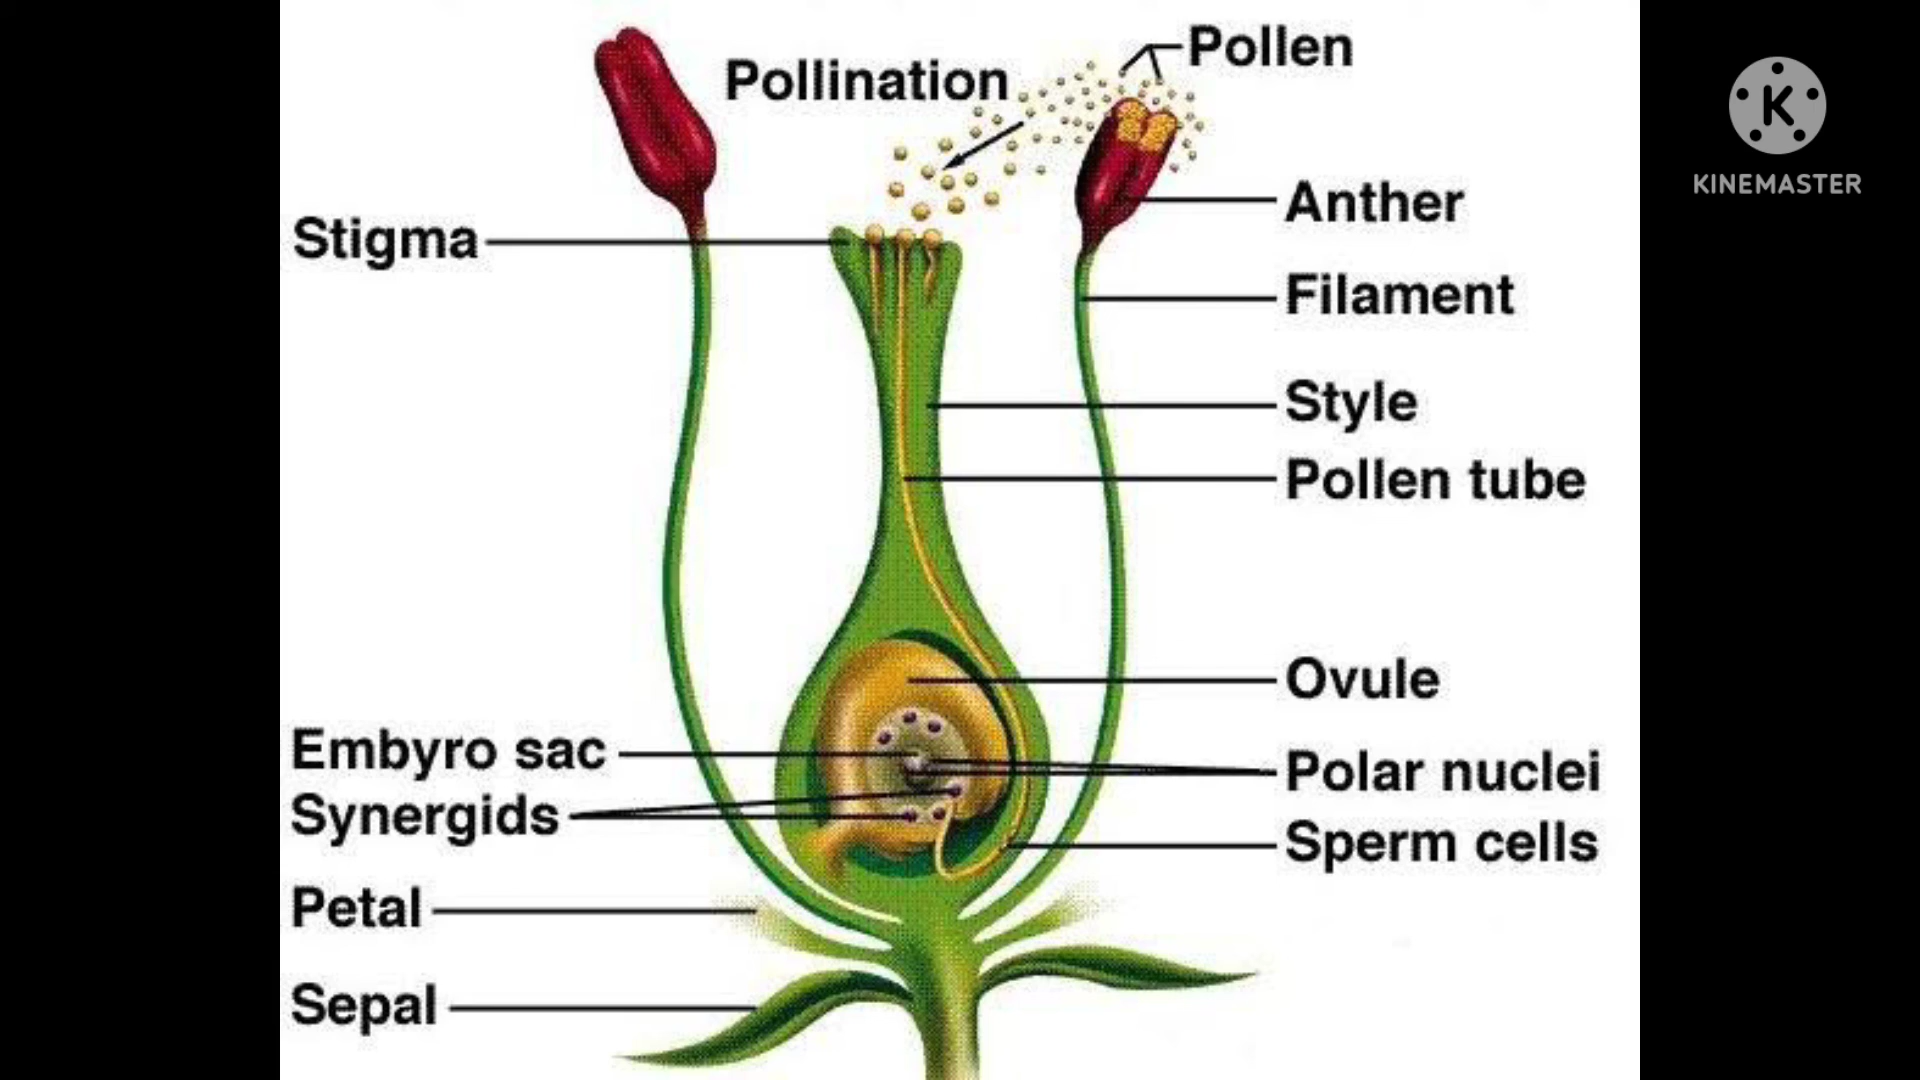 Pollen
Pollination
Anther
Stigma
Filament
Style
Pollen tube
Ovule
Embyro sac
Polar nuclei
Synergids
Sperm cells
Petal
Sepal
K
KINEMASTER